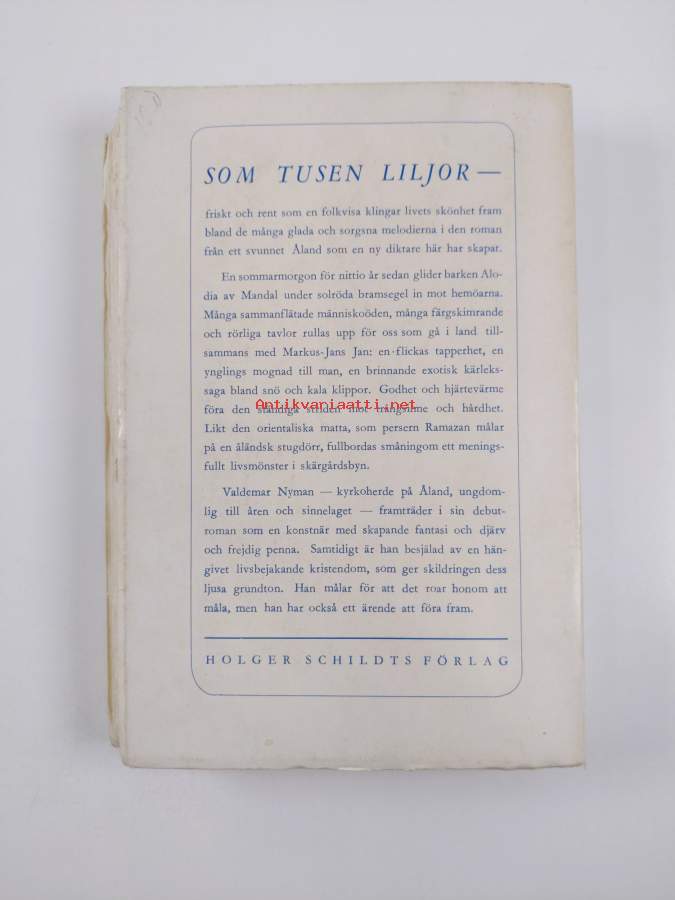 SOM TUSEN LILJOR —
friskt och rent som en folkvisa klingar livets skönhet fram
bland de många glada och sorgsna melodierna i den roman
från ett svunnet Åland som en ny diktare här har skapat.
En sommarmorgon för nittio år sedan glider barken Alo-
dia av Mandal under solröda bramsegel in mot hemöarna.
Många sammanflätade människoöden, många färgskimrande
och rörliga tavlor rullas upp för oss som gå i land till-
sammans med Markus-Jans Jan: en flickas tapperhet, en
ynglings mognad till man, en brinnande exotisk kärleks-
saga bland snö och kala klippor. Godhet och hjärtevärme
Antikvariaatti.net
föra den ständiga striden mot trångsinne och hårdhet.
Likt den orientaliska matta, som persern Ramazan målar
på en åländsk stugdörr, fullbordas småningom ett menings-
fullt livsmönster i skärgårdsbyn.
Valdemar Nyman — kyrkoherde på Åland, ungdom-
lig till åren och sinnelaget — framträder i sin debut-
roman som en konstnär med skapande fantasi och djärv
och frejdig penna. Samtidigt är han besjälad av en hän-
givet livsbejakande kristendom, som ger skildringen dess
ljusa grundton. Han målar för att det roar honom att
måla, men han har också ett ärende att föra fram.
HOLGER SCHILDTS FÖRLAG